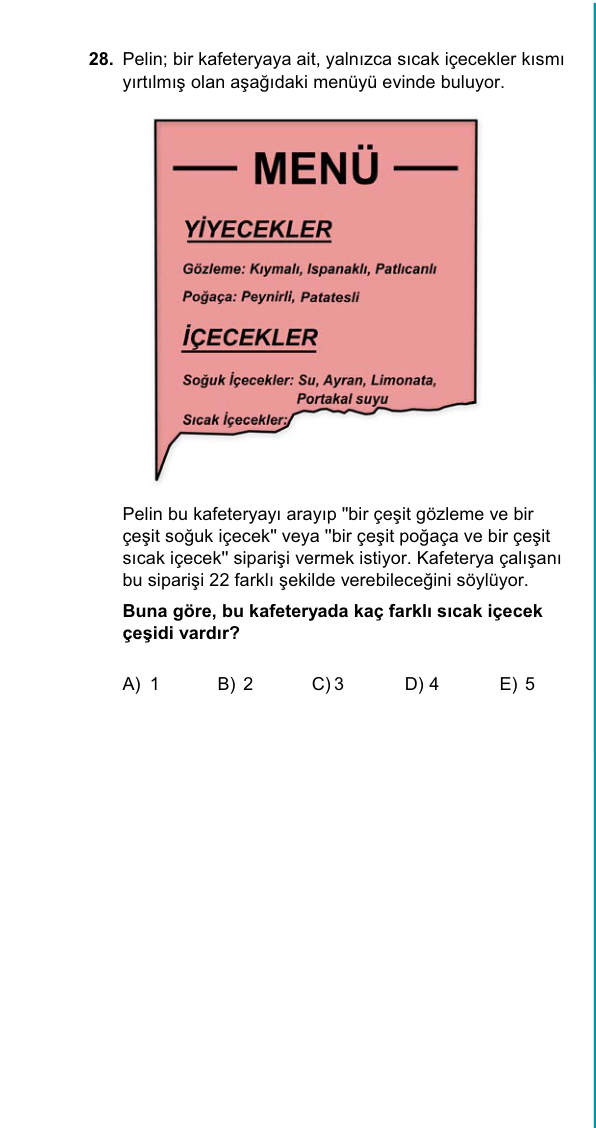 28. Pelin; bir kafeteryaya ait, yalnızca sıcak içecekler kısmı
yırtılmış olan aşağıdaki menüyü evinde buluyor.
MENÜ
YİYECEKLER
Gözleme: Kıymalı, Ispanaklı, Patlıcanlı
Poğaça: Peynirli, Patatesli
İÇECEKLER
Soğuk İçecekler: Su, Ayran, Limonata,
Portakal suyu
Sıcak İçecekler:
Pelin bu kafeteryayı arayıp "bir çeşit gözleme ve bir
çeşit soğuk içecek" veya "bir çeşit poğaça ve bir çeşit
sıcak içecek" siparişi vermek istiyor. Kafeterya çalışanı
bu siparişi 22 farklı şekilde verebileceğini söylüyor.
Buna göre, bu kafeteryada kaç farklı sıcak içecek
çeşidi vardır?
A) 1 B) 2 C) 3 D) 4 E) 5